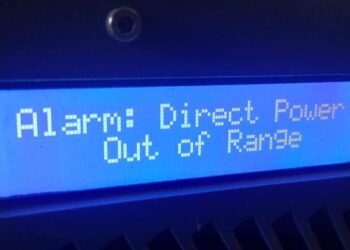 Alarm: Direct Power
Out of Range